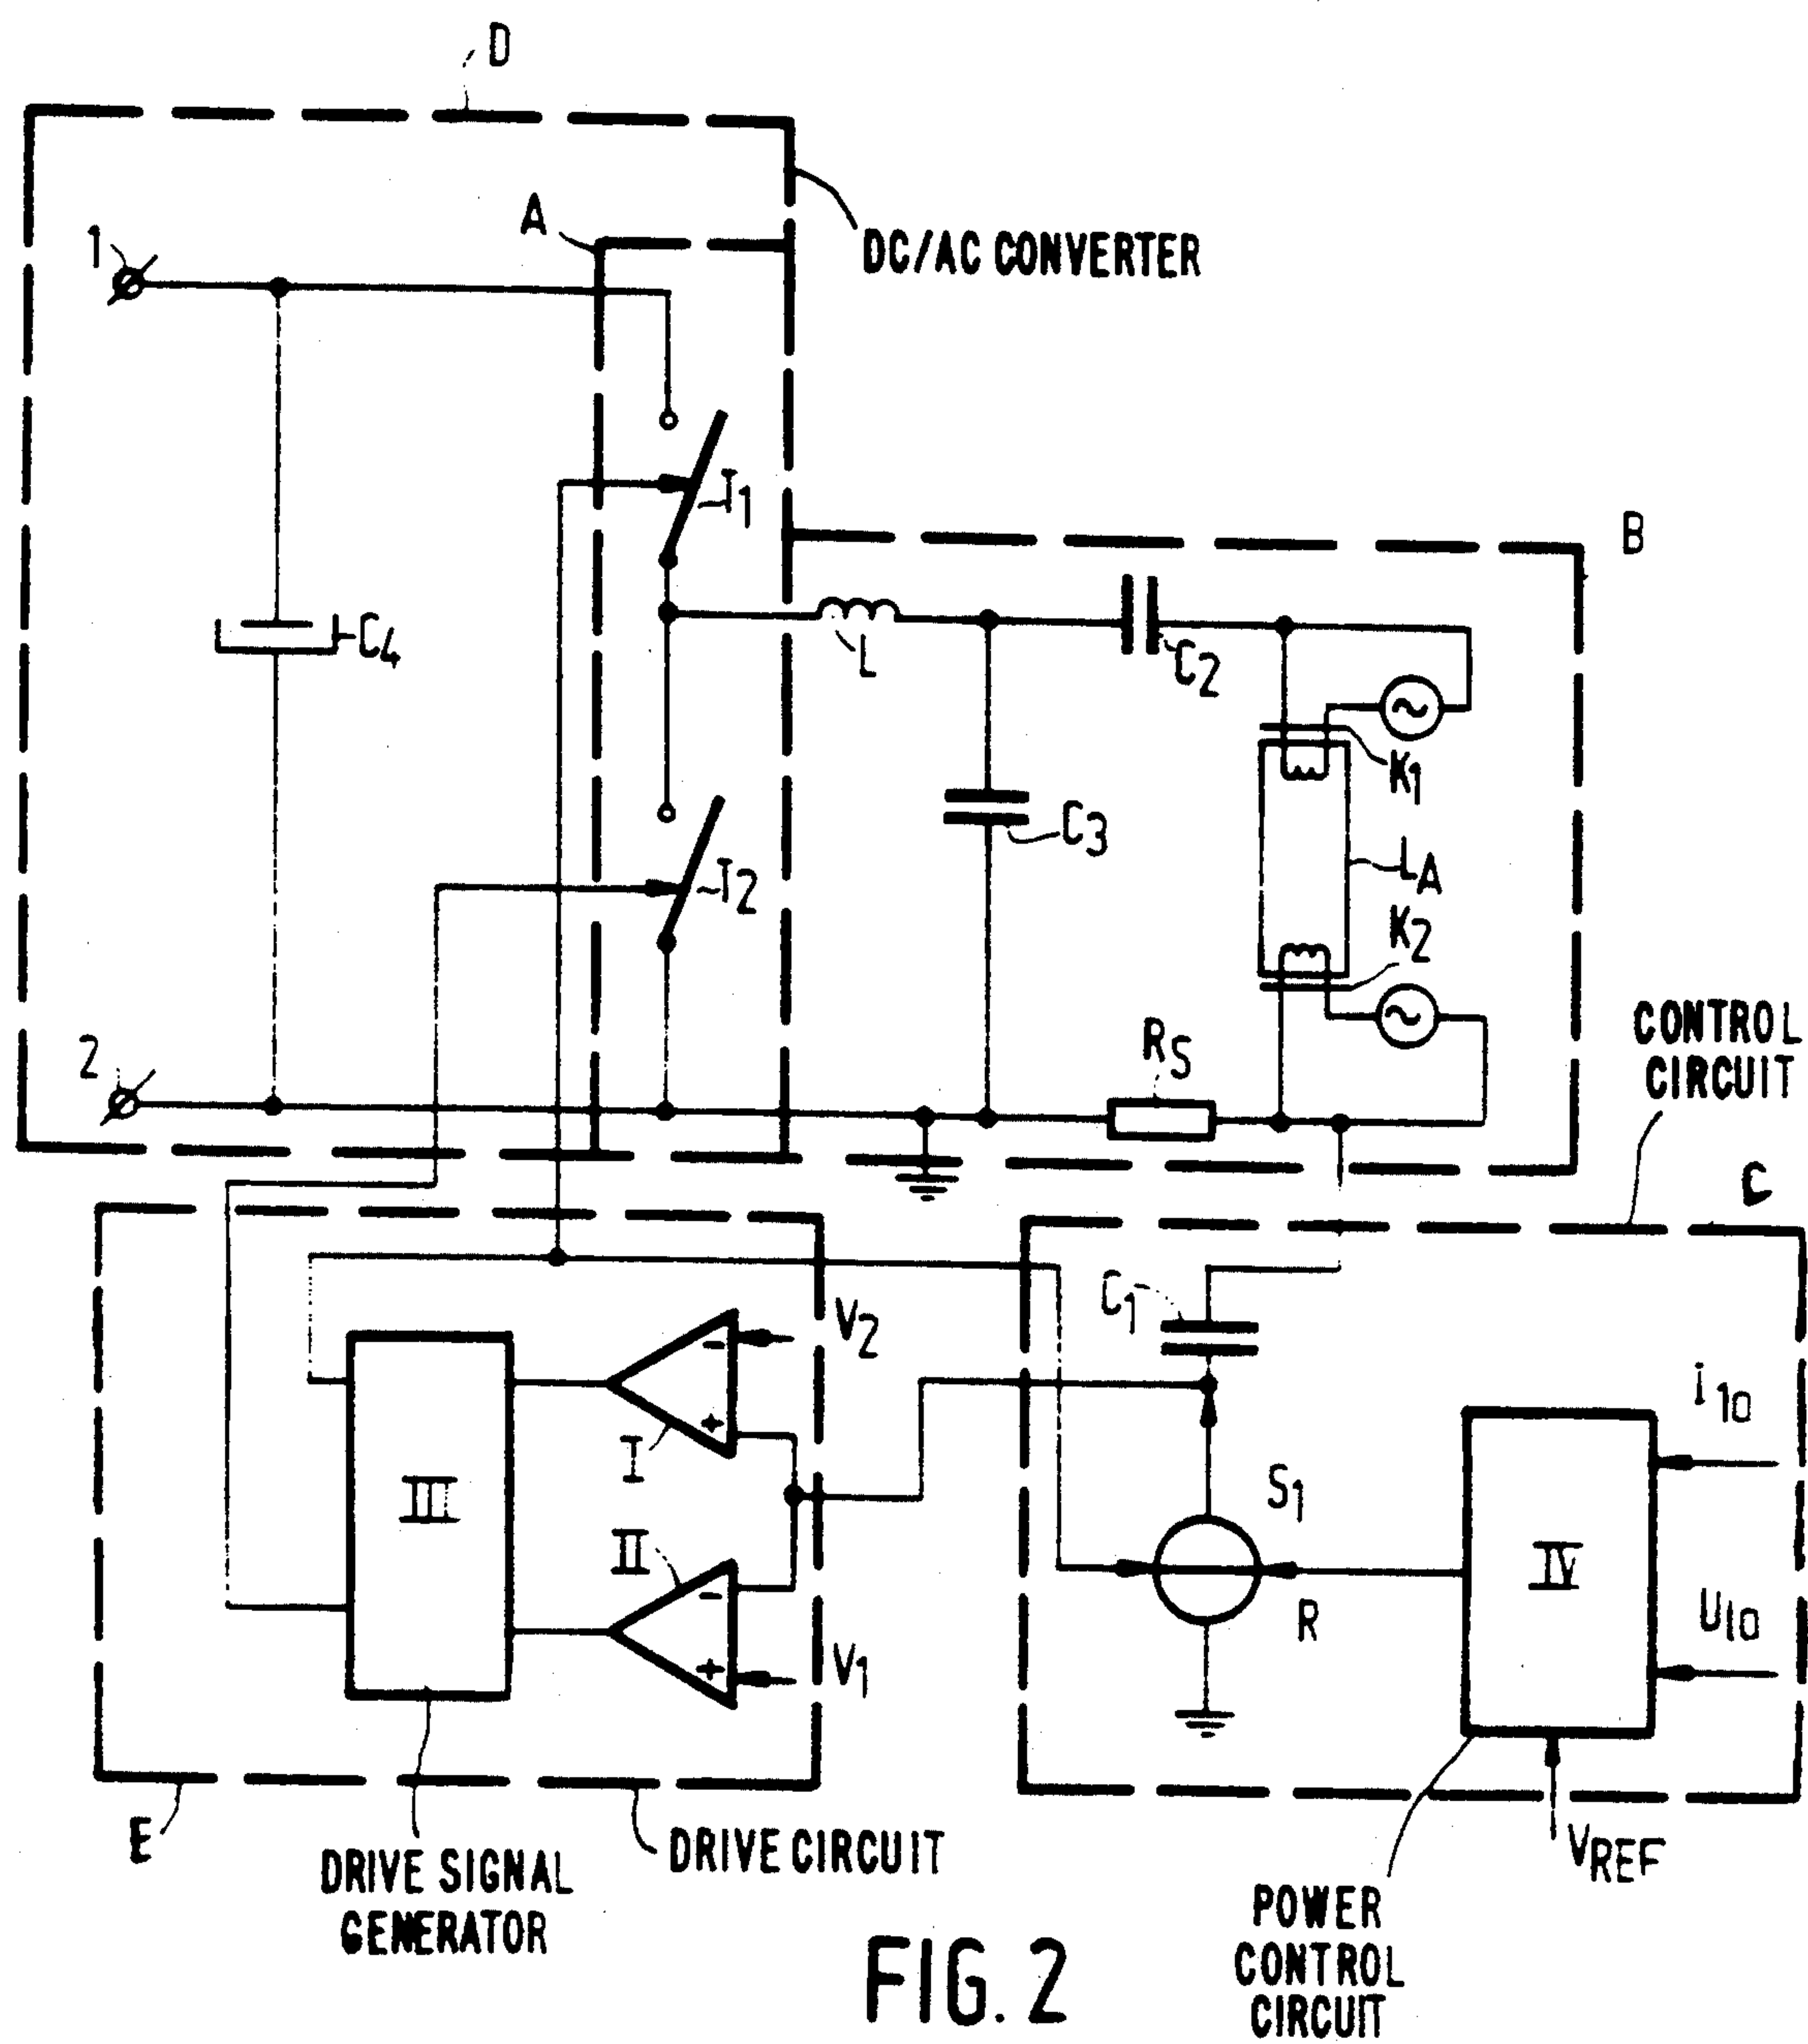 D
A
DC/AC CONVERTER
1
T1
B
C4
L
C2
K1
C3
LA
T2
K2
2
RS
CONTROL
CIRCUIT
C
C1
V2
i10
I
S1
III
IV
II
R
U10
V1
E
DRIVE CIRCUIT
VREF
DRIVE SIGNAL
GENERATOR
POWER
CONTROL
CIRCUIT
FIG. 2